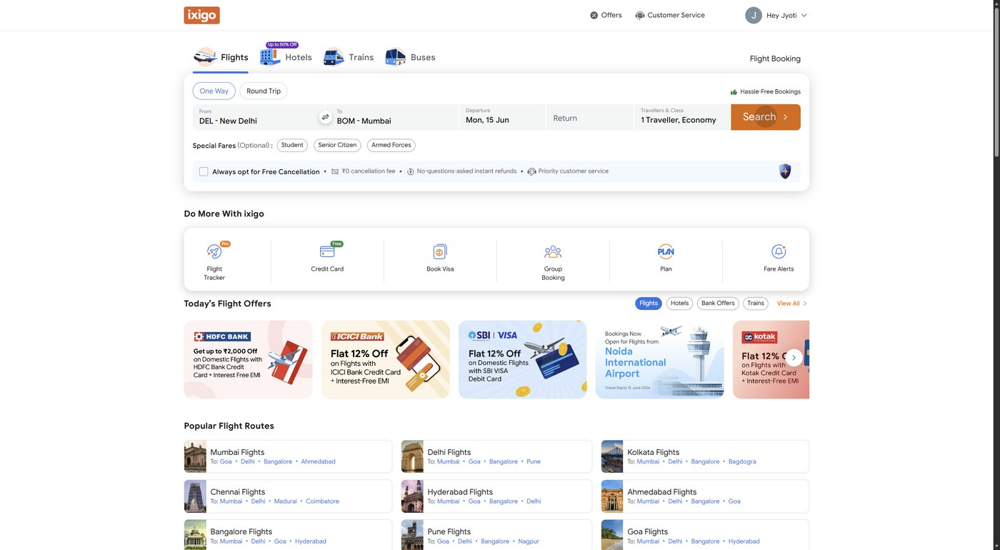 ixigo
Offers
Customer Service
J
Hey Jyoti
Flights
Up to 50% Off
Hotels
Trains
Buses
Flight Booking
One Way
Round Trip
Hassle-Free Bookings
From
DEL - New Delhi
To
BOM - Mumbai
Departure
Mon, 15 Jun
Return
Travellers & Class
1 Traveller, Economy
Search
Special Fares (Optional) :
Student
Senior Citizen
Armed Forces
Always opt for Free Cancellation • ₹0 cancellation fee • No-questions-asked instant refunds • Priority customer service
Do More With ixigo
Pro
Flight
Tracker
Free
Credit Card
Book Visa
Group
Booking
PLAN
Plan
Fare Alerts
Today's Flight Offers
Flights
Hotels
Bank Offers
Trains
View All
HDFC BANK
Get up to ₹2,000 Off
on Domestic Flights with
HDFC Bank Credit
Card + Interest Free EMI
ICICI Bank
Flat 12% Off
on Flights with
ICICI Bank Credit Card
+ Interest-Free EMI
SBI | VISA
Flat 12% Off
on Domestic Flights
with SBI VISA
Debit Card
Bookings Now
Open for Flights from
Noida
International
Airport
Travel Starts 15 June 2026
kotak
Flat 12%
on Flights with
Kotak Credit Card
+ Interest-Free EMI
Popular Flight Routes
Mumbai Flights
To: Goa • Delhi • Bangalore • Ahmedabad
Delhi Flights
To: Mumbai • Goa • Bangalore • Pune
Kolkata Flights
To: Mumbai • Delhi • Bangalore • Bagdogra
Chennai Flights
To: Mumbai • Delhi • Madurai • Coimbatore
Hyderabad Flights
To: Mumbai • Goa • Bangalore • Delhi
Ahmedabad Flights
To: Mumbai • Delhi • Bangalore • Goa
Bangalore Flights
To: Mumbai • Delhi • Goa • Hyderabad
Pune Flights
To: Goa • Delhi • Bangalore • Nagpur
Goa Flights
To: Mumbai • Delhi • Bangalore • Hyderabad